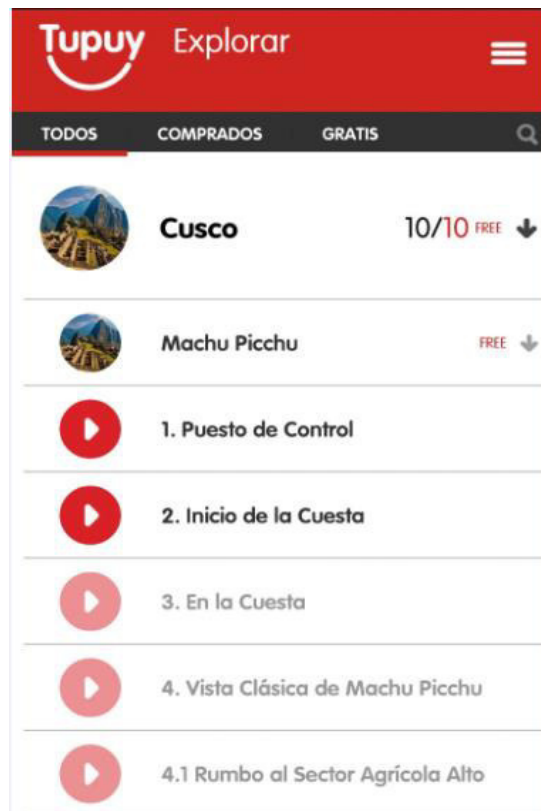 Tupuy Explorar
TODOS COMPRADOS GRATIS
Cusco 10/10 FREE
Machu Picchu FREE
1. Puesto de Control
2. Inicio de la Cuesta
3. En la Cuesta
4. Vista Clásica de Machu Picchu
4.1 Rumbo al Sector Agrícola Alto